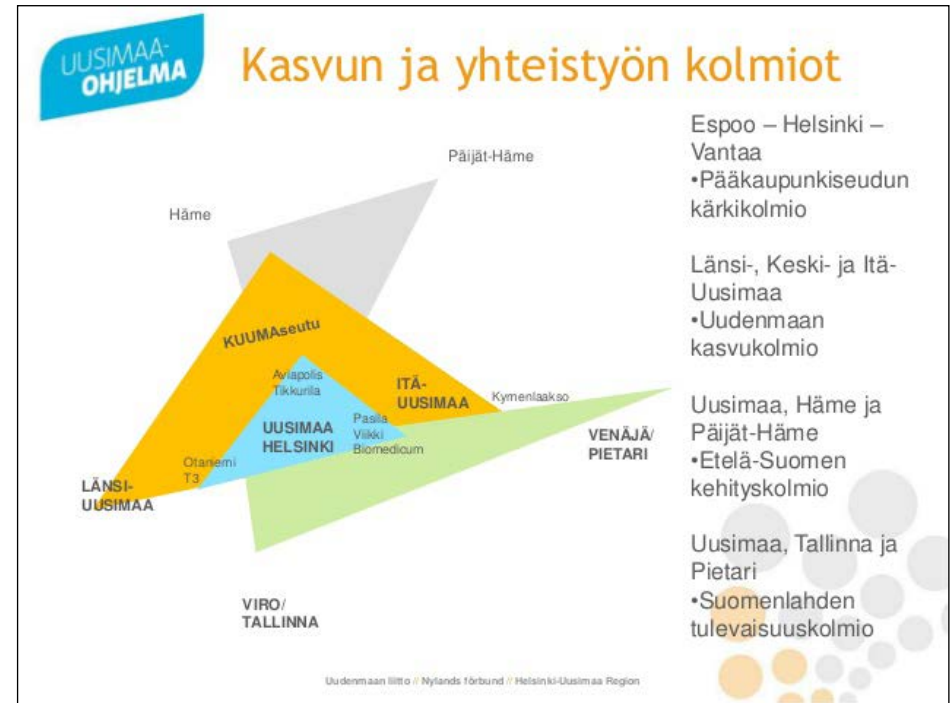 UUSIMAA-
OHJELMA
Kasvun ja yhteistyön kolmiot
Päijät-Häme
Häme
KUUMAseutu
Aviapolis
Tikkurila
ITÄ-
UUSIMAA
Kymenlaakso
UUSIMAA
HELSINKI
Pasila
Viikki
Biomedicum
VENÄJÄ/
PIETARI
Otaniemi
T3
LÄNSI-
UUSIMAA
VIRO/
TALLINNA
Espoo – Helsinki –
Vantaa
•Pääkaupunkiseudun
kärkikolmio
Länsi-, Keski- ja Itä-
Uusimaa
•Uudenmaan
kasvukolmio
Uusimaa, Häme ja
Päijät-Häme
•Etelä-Suomen
kehityskolmio
Uusimaa, Tallinna ja
Pietari
•Suomenlahden
tulevaisuuskolmio
Uudenmaan liitto // Nylands förbund // Helsinki-Uusimaa Region